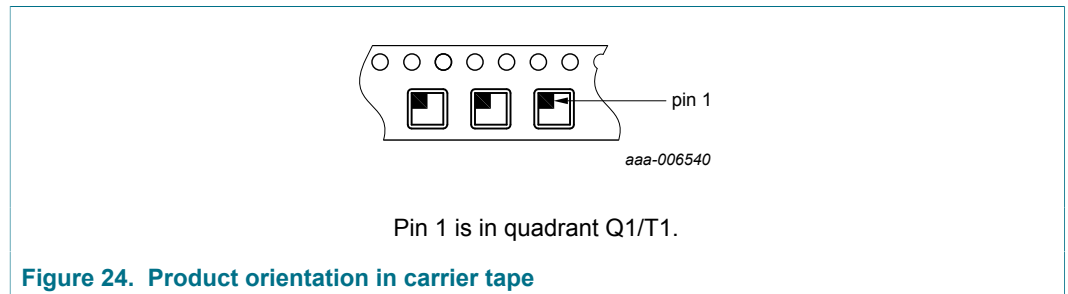 pin 1
aaa-006540
Pin 1 is in quadrant Q1/T1.
Figure 24. Product orientation in carrier tape